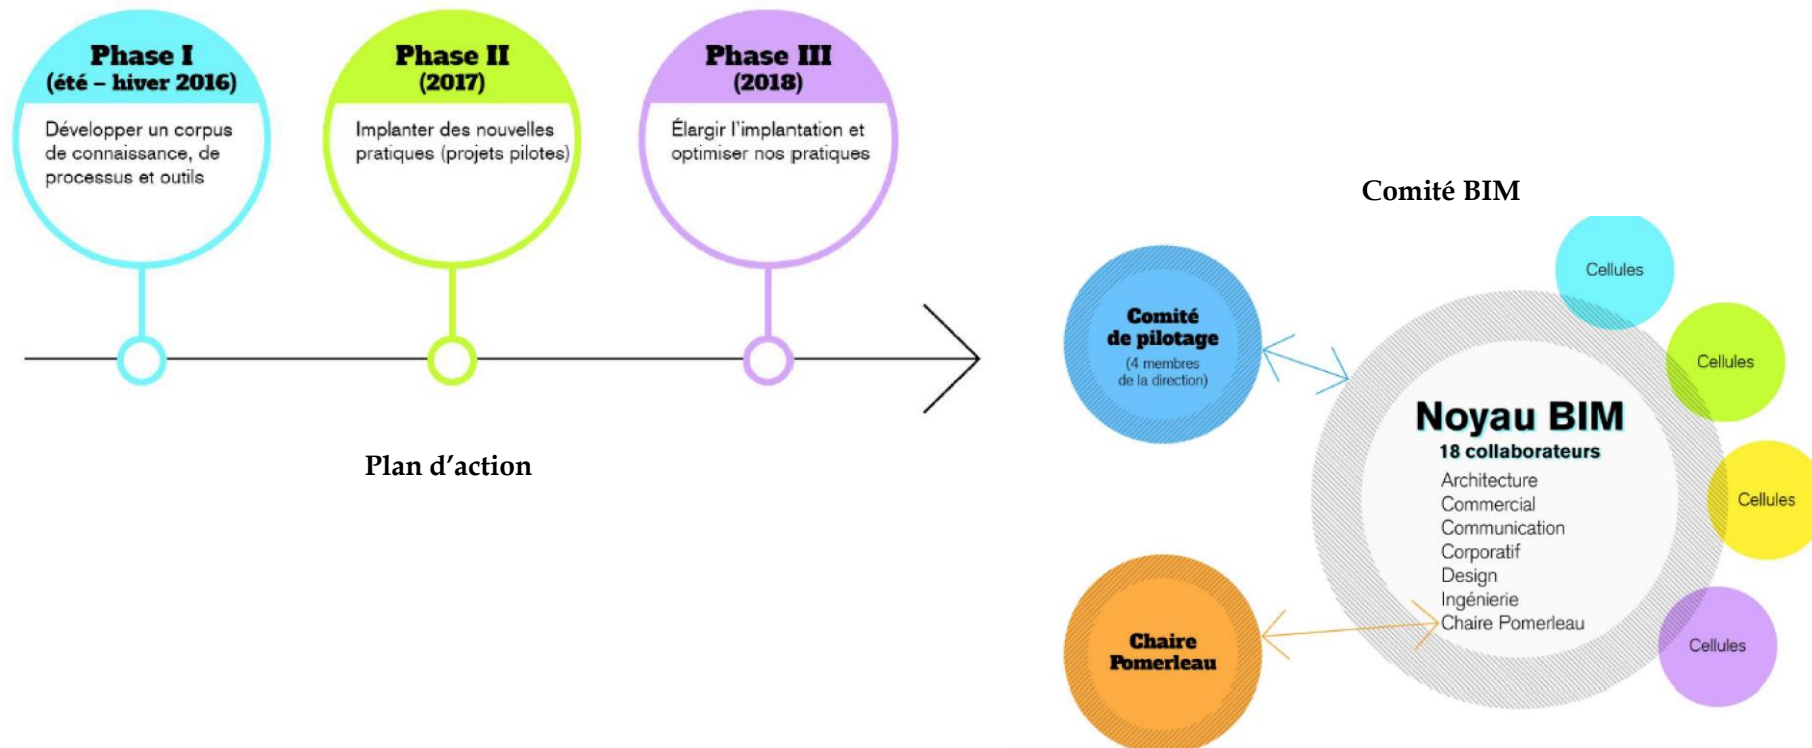 Phase I
(été – hiver 2016)
Développer un corpus
de connaissance, de
processus et outils
Phase II
(2017)
Implanter des nouvelles
pratiques (projets pilotes)
Phase III
(2018)
Élargir l'implantation et
optimiser nos pratiques
Plan d'action
Comité BIM
Comité
de pilotage
(4 membres
de la direction)
Chaire
Pomerleau
Noyau BIM
18 collaborateurs
Architecture
Commercial
Communication
Corporatif
Design
Ingénierie
Chaire Pomerleau
Cellules
Cellules
Cellules
Cellules